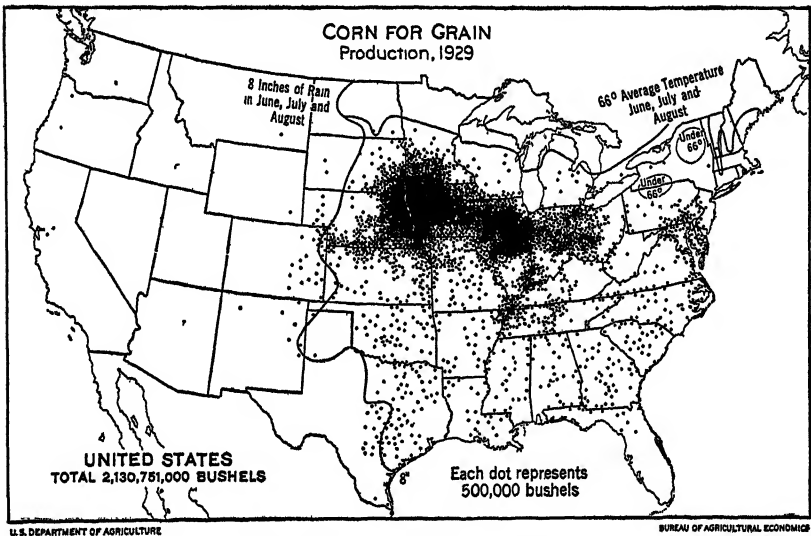 CORN FOR GRAIN
Production, 1929
8 Inches of Rain
in June, July and
August
66° Average Temperature
June, July and
August
Under
66°
Under
66°
UNITED STATES
TOTAL 2,130,751,000 BUSHELS
8"
Each dot represents
500,000 bushels
U.S. DEPARTMENT OF AGRICULTURE
BUREAU OF AGRICULTURAL ECONOMICS